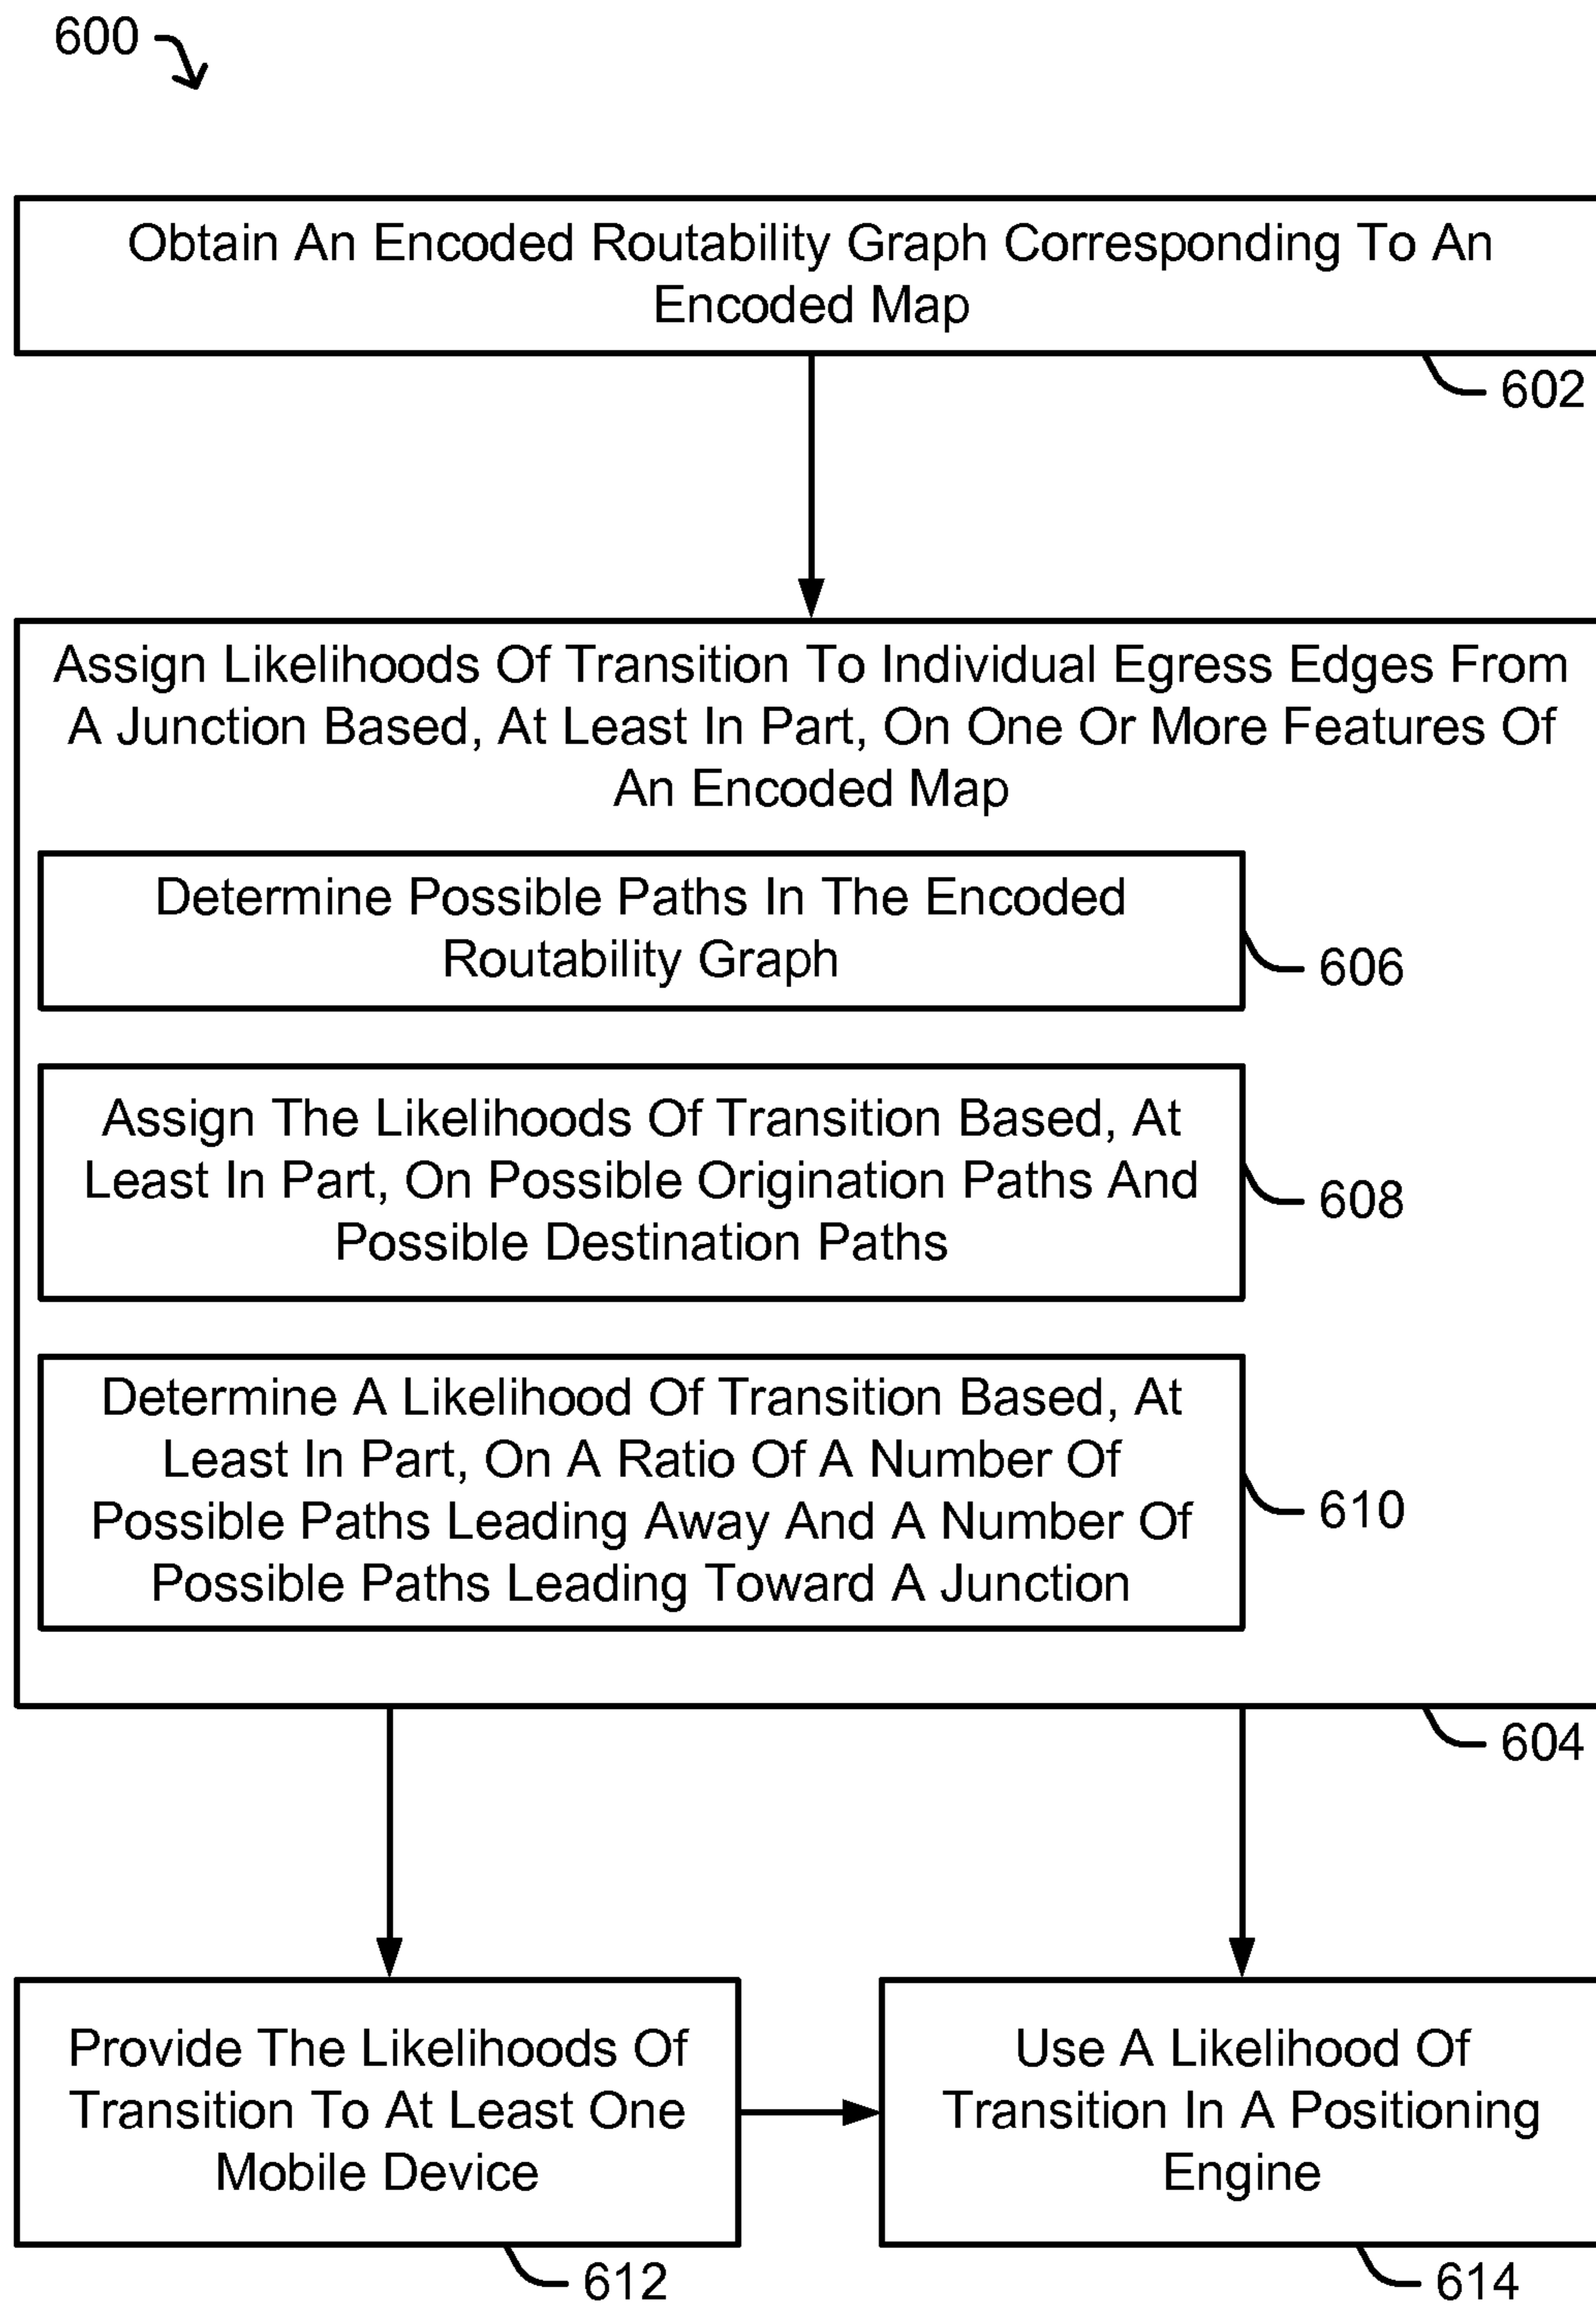 600
Obtain An Encoded Routability Graph Corresponding To An
Encoded Map
602
Assign Likelihoods Of Transition To Individual Egress Edges From
A Junction Based, At Least In Part, On One Or More Features Of
An Encoded Map
Determine Possible Paths In The Encoded
Routability Graph
606
Assign The Likelihoods Of Transition Based, At
Least In Part, On Possible Origination Paths And
Possible Destination Paths
608
Determine A Likelihood Of Transition Based, At
Least In Part, On A Ratio Of A Number Of
Possible Paths Leading Away And A Number Of
Possible Paths Leading Toward A Junction
610
604
Provide The Likelihoods Of
Transition To At Least One
Mobile Device
612
Use A Likelihood Of
Transition In A Positioning
Engine
614